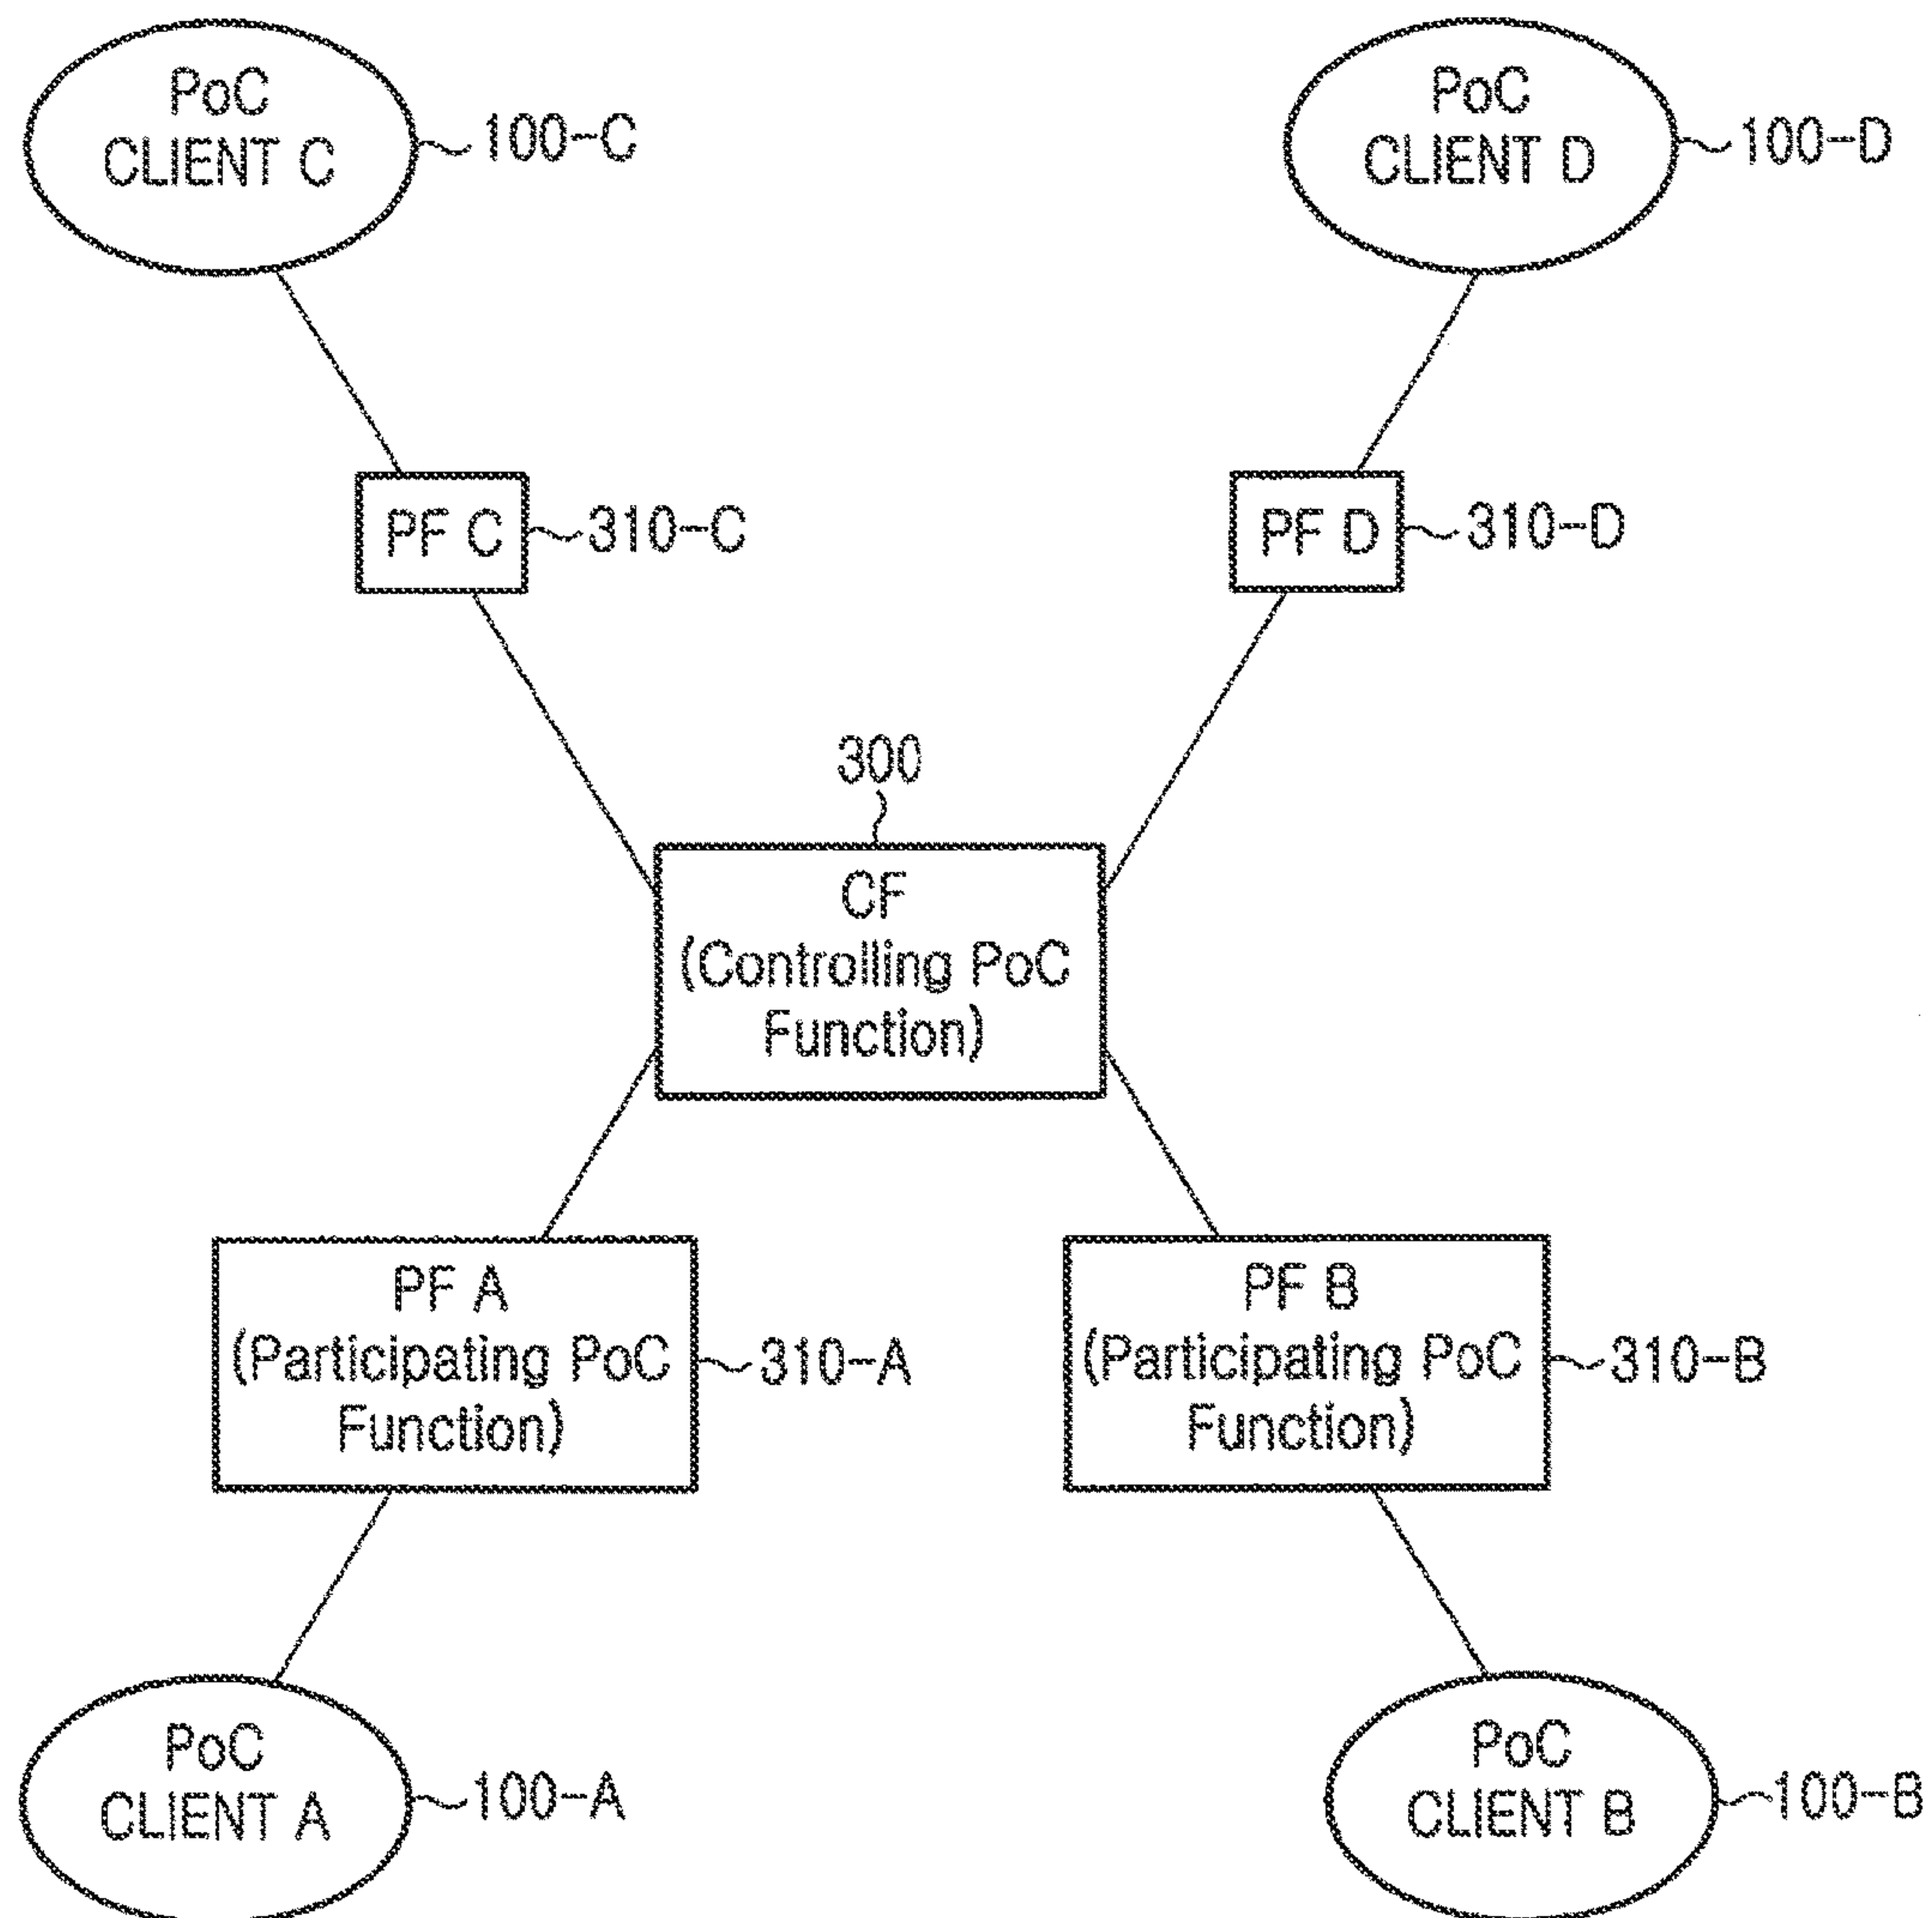 PoC
CLIENT C
100-C
PoC
CLIENT D
100-D
PF C
310-C
PF D
310-D
300
CF
(Controlling PoC
Function)
PF A
(Participating PoC
Function)
310-A
PF B
(Participating PoC
Function)
310-B
PoC
CLIENT A
100-A
PoC
CLIENT B
100-B